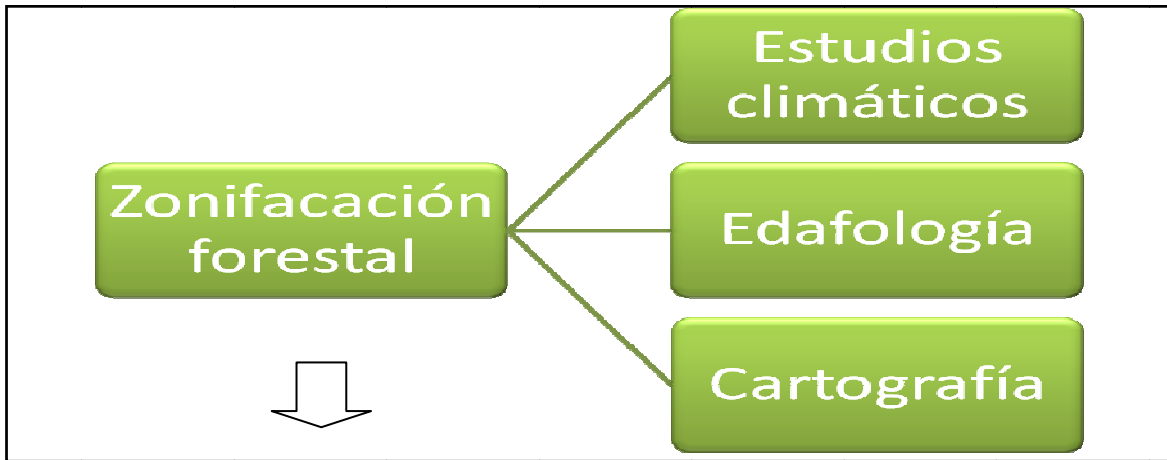 Zonifacación
forestal
Estudios
climáticos
Edafología
Cartografía